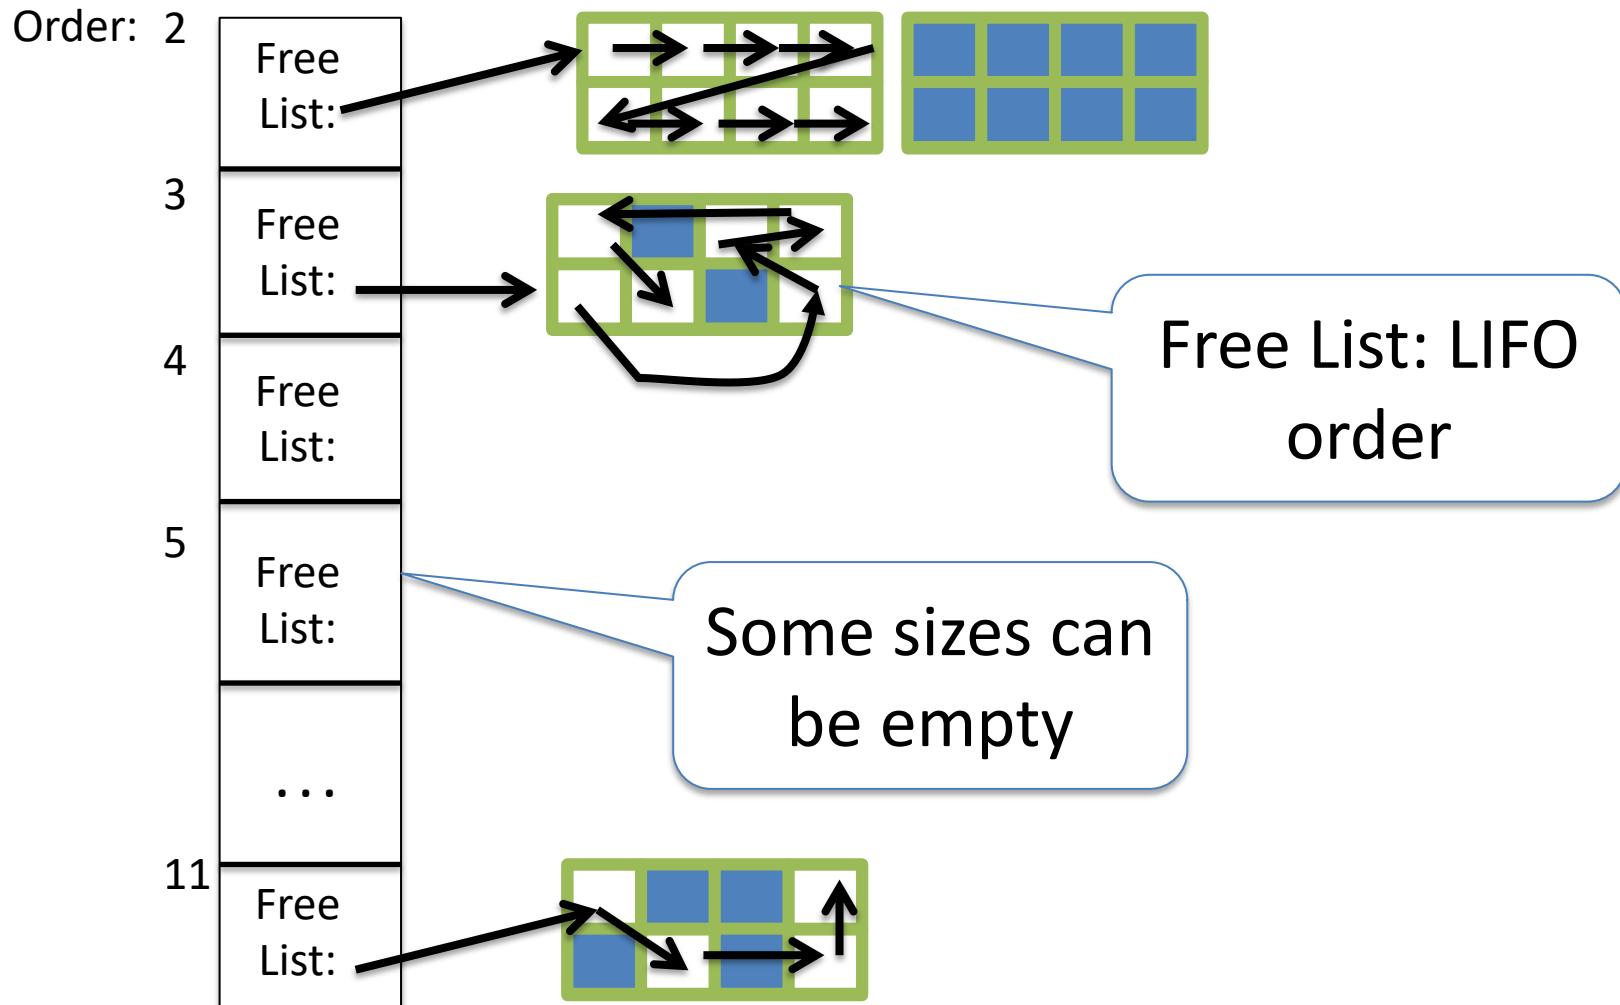 Order: 2
Free
List:
3
Free
List:
4
Free
List:
Free List: LIFO
order
5
Free
List:
Some sizes can
be empty
...
11
Free
List: